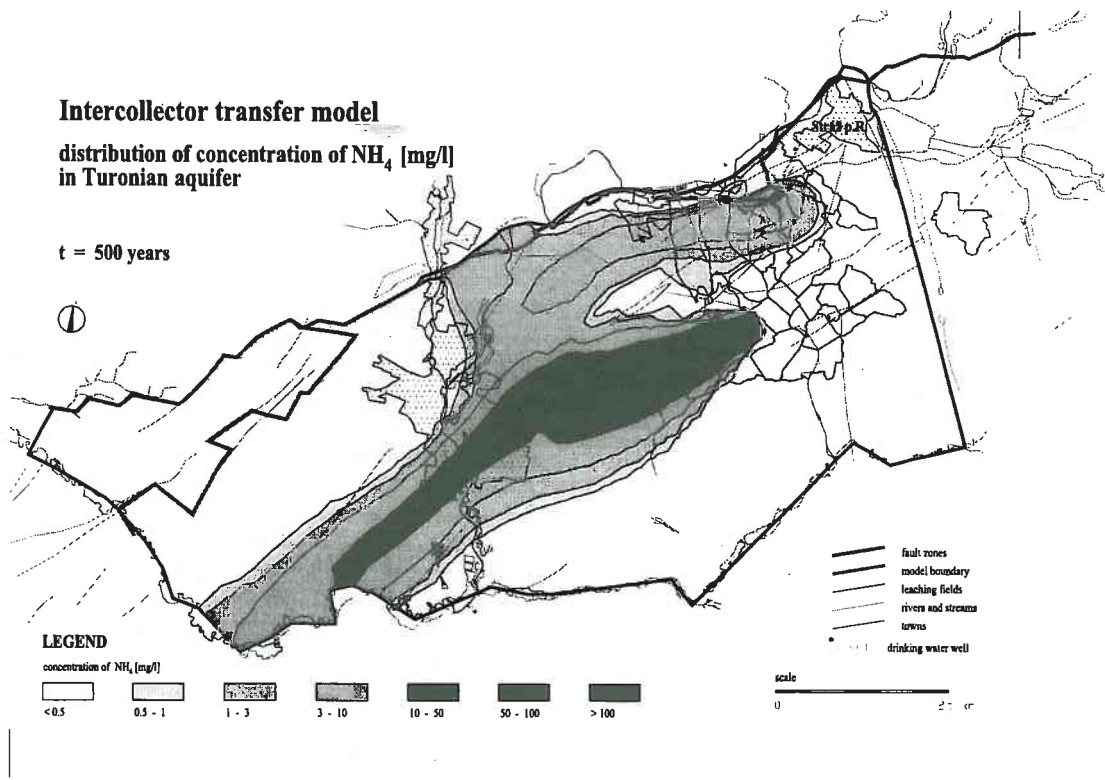 Intercollector transfer model
distribution of concentration of NH₄ [mg/l]
in Turonian aquifer
t = 500 years
Stráž p.R.
fault zones
model boundary
leaching fields
rivers and streams
towns
drinking water well
LEGEND
concentration of NH₄ [mg/l]
<0.5
0.5 - 1
1 - 3
3 - 10
10 - 50
50 - 100
>100
scale
0